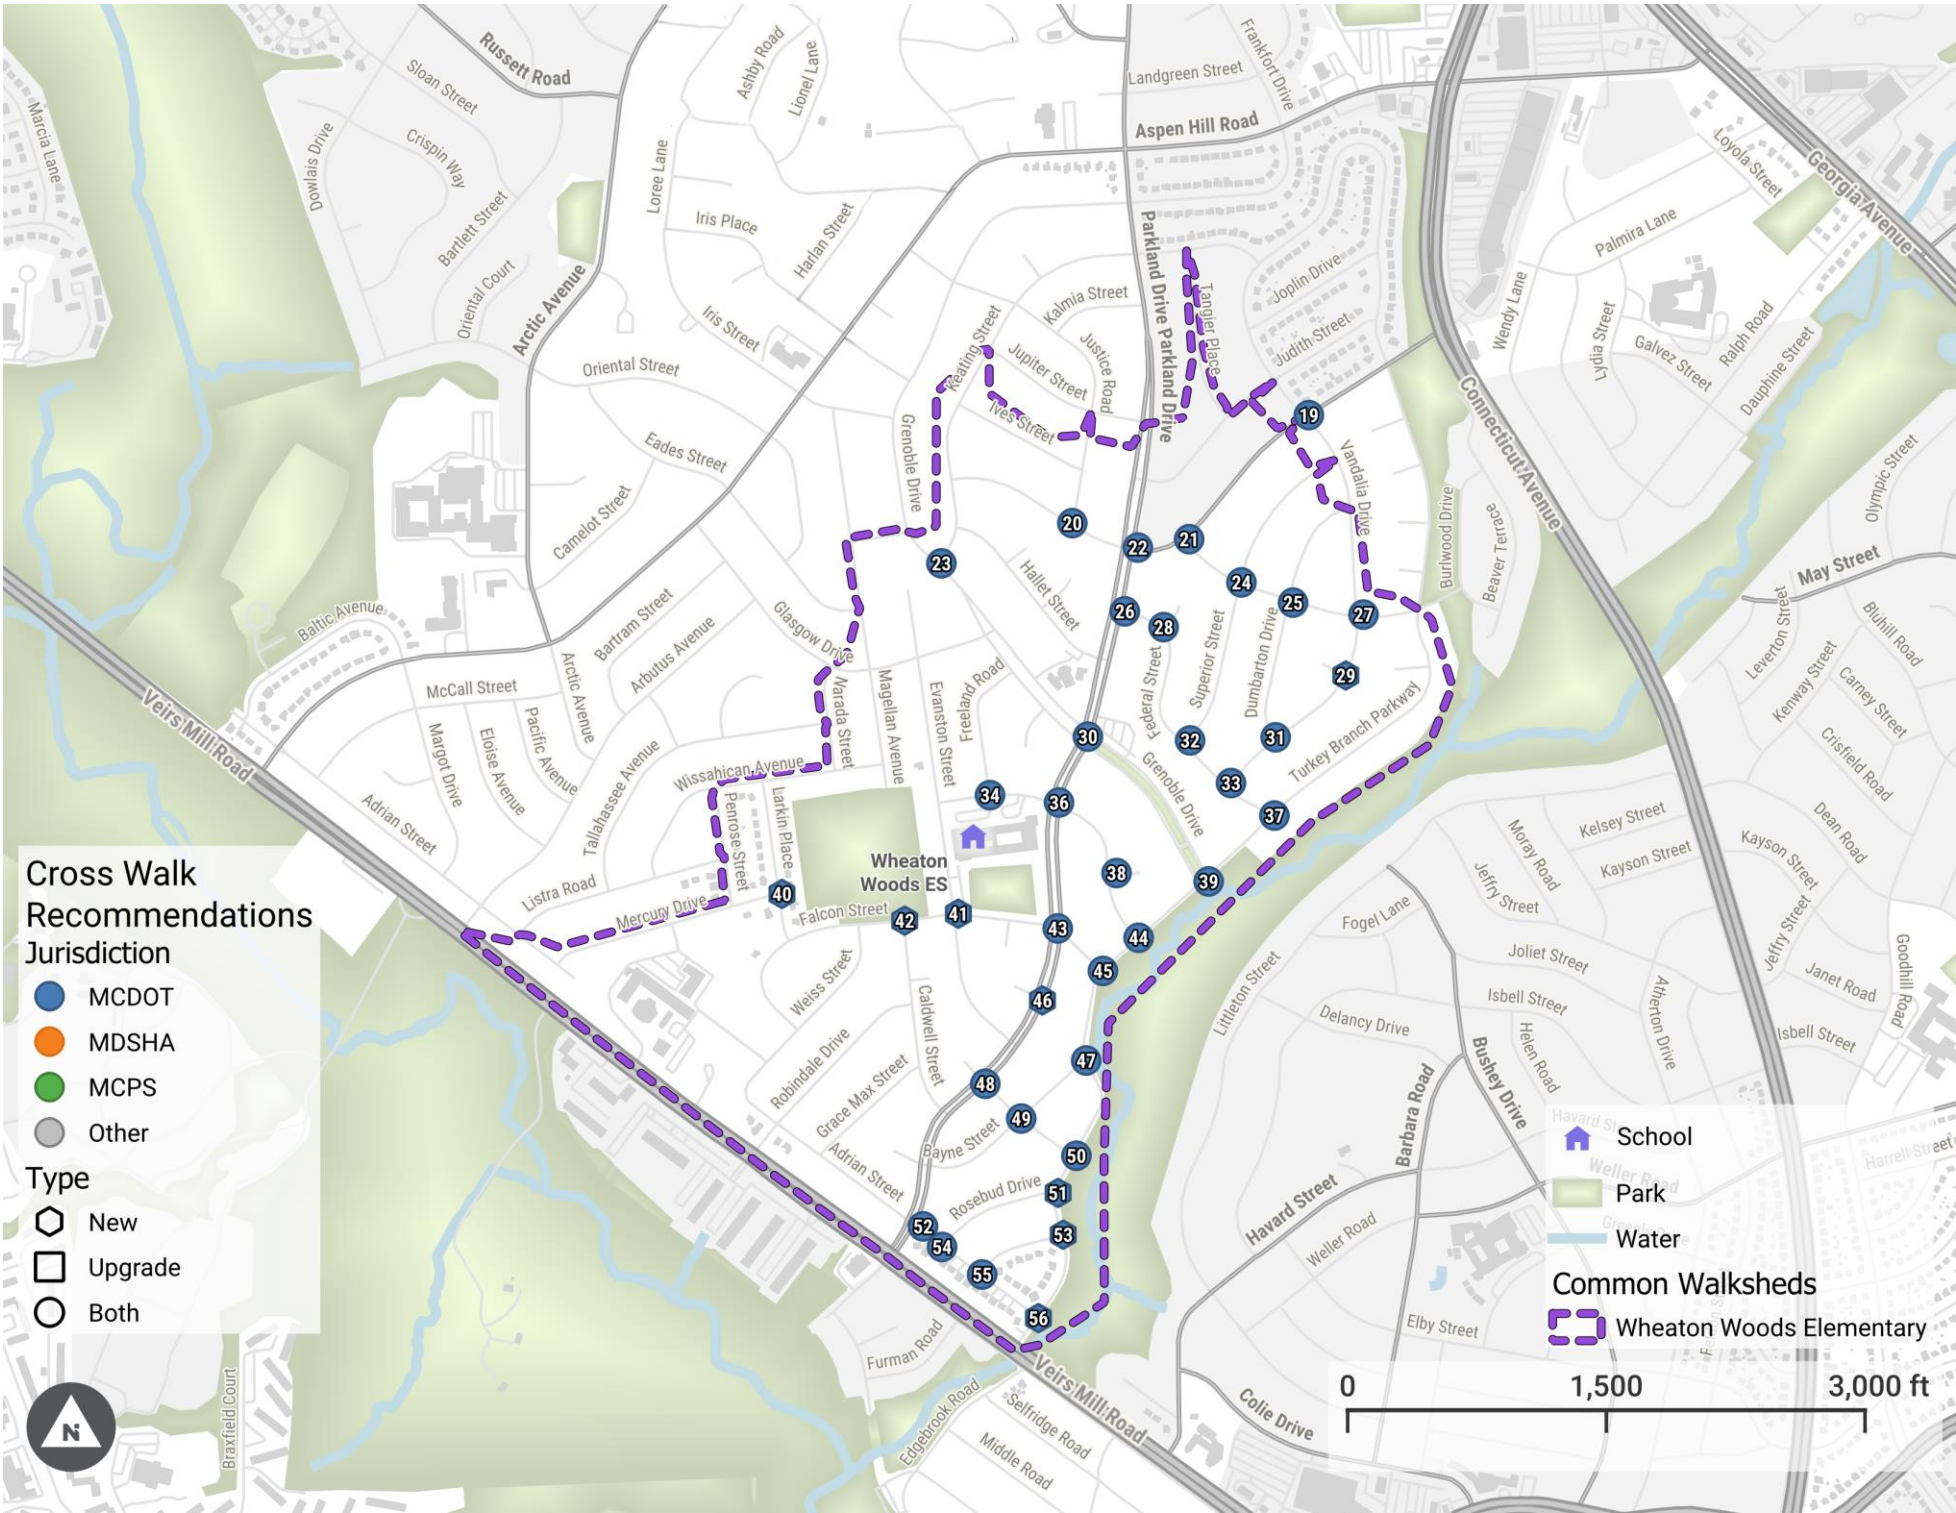 Russett Road
Sloan Street
Crispin Way
Dowlais Drive
Bartlett Street
Oriental Court
Marcia Lane
Arctic Avenue
Ashby Road
Lionel Lane
Loree Lane
Iris Place
Harlan Street
Iris Street
Landgreen Street
Frankfort Drive
Aspen Hill Road
Parkland Drive Parkland Drive
Tangier Place
Joplin Drive
Judith Street
Kalmia Street
Keating Street
Jupiter Street
Justice Road
Ives Street
Loyola Street
Georgia Avenue
Palmira Lane
Wendy Lane
Lydia Street
Galvez Street
Ralph Road
Dauphine Street
Connecticut Avenue
Olympic Street
May Street
Oriental Street
Eades Street
Camelot Street
Grenoble Drive
Vandalia Drive
Burlwood Drive
Beaver Terrace
Hallet Street
19
20
21
22
23
24
25
26
27
28
29
30
31
32
33
34
36
37
38
39
40
41
42
43
44
45
46
47
48
49
50
51
52
53
54
55
56
Baltic Avenue
Bartram Street
Arbutus Avenue
Glasgow Drive
Arctic Avenue
McCall Street
Veirs Mill Road
Margot Drive
Eloise Avenue
Pacific Avenue
Adrian Street
Tallahassee Avenue
Wissahican Avenue
Narada Street
Magellan Avenue
Evanston Street
Freeland Road
Federal Street
Superior Street
Dumbarton Drive
Turkey Branch Parkway
Grenoble Drive
Leverton Street
Bluhill Road
Kenway Street
Carney Street
Crisfield Road
Dean Road
Kelsey Street
Kayson Street
Kayson Street
Moray Road
Jeffry Street
Jeffry Street
Penrose Street
Larkin Place
Wheaton
Woods ES
Listra Road
Mercury Drive
Falcon Street
Weiss Street
Caldwell Street
Robindale Drive
Grace Max Street
Adrian Street
Bayne Street
Rosebud Drive
Furman Road
Edgebrook Road
Selfridge Road
Middle Road
Veirs Mill Road
Colie Drive
Braxfield Court
Fogel Lane
Joliet Street
Isbell Street
Littleton Street
Delancy Drive
Helen Road
Atherton Drive
Janet Road
Isbell Street
Goodhill Road
Bushey Drive
Barbara Road
Havard Street
Havard Street
Weller Road
Weller Road
Elby Street
Harrell Street
Cross Walk
Recommendations
Jurisdiction
MCDOT
MDSHA
MCPS
Other
Type
New
Upgrade
Both
N
School
Park
Water
Common Walksheds
Wheaton Woods Elementary
0
1,500
3,000 ft